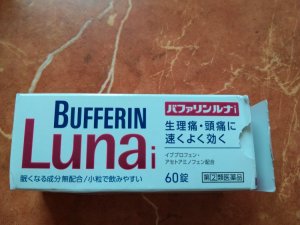 BUFFERIN
Luna i
バファリンルナi
生理痛・頭痛に
速くよく効く
イブプロフェン・
アセトアミノフェン配合
眠くなる成分無配合/小粒で飲みやすい
60錠
第②類医薬品